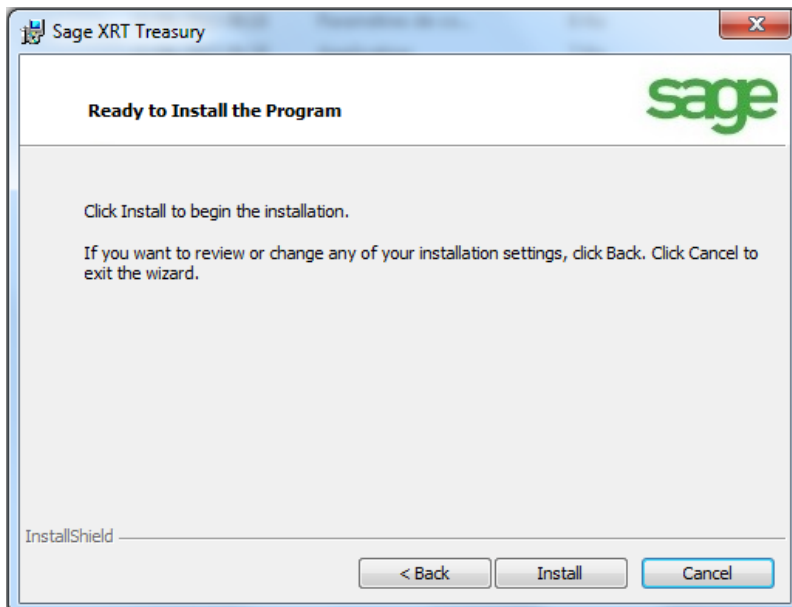 Sage XRT Treasury
Ready to Install the Program
sage
Click Install to begin the installation.
If you want to review or change any of your installation settings, click Back. Click Cancel to
exit the wizard.
InstallShield
< Back
Install
Cancel